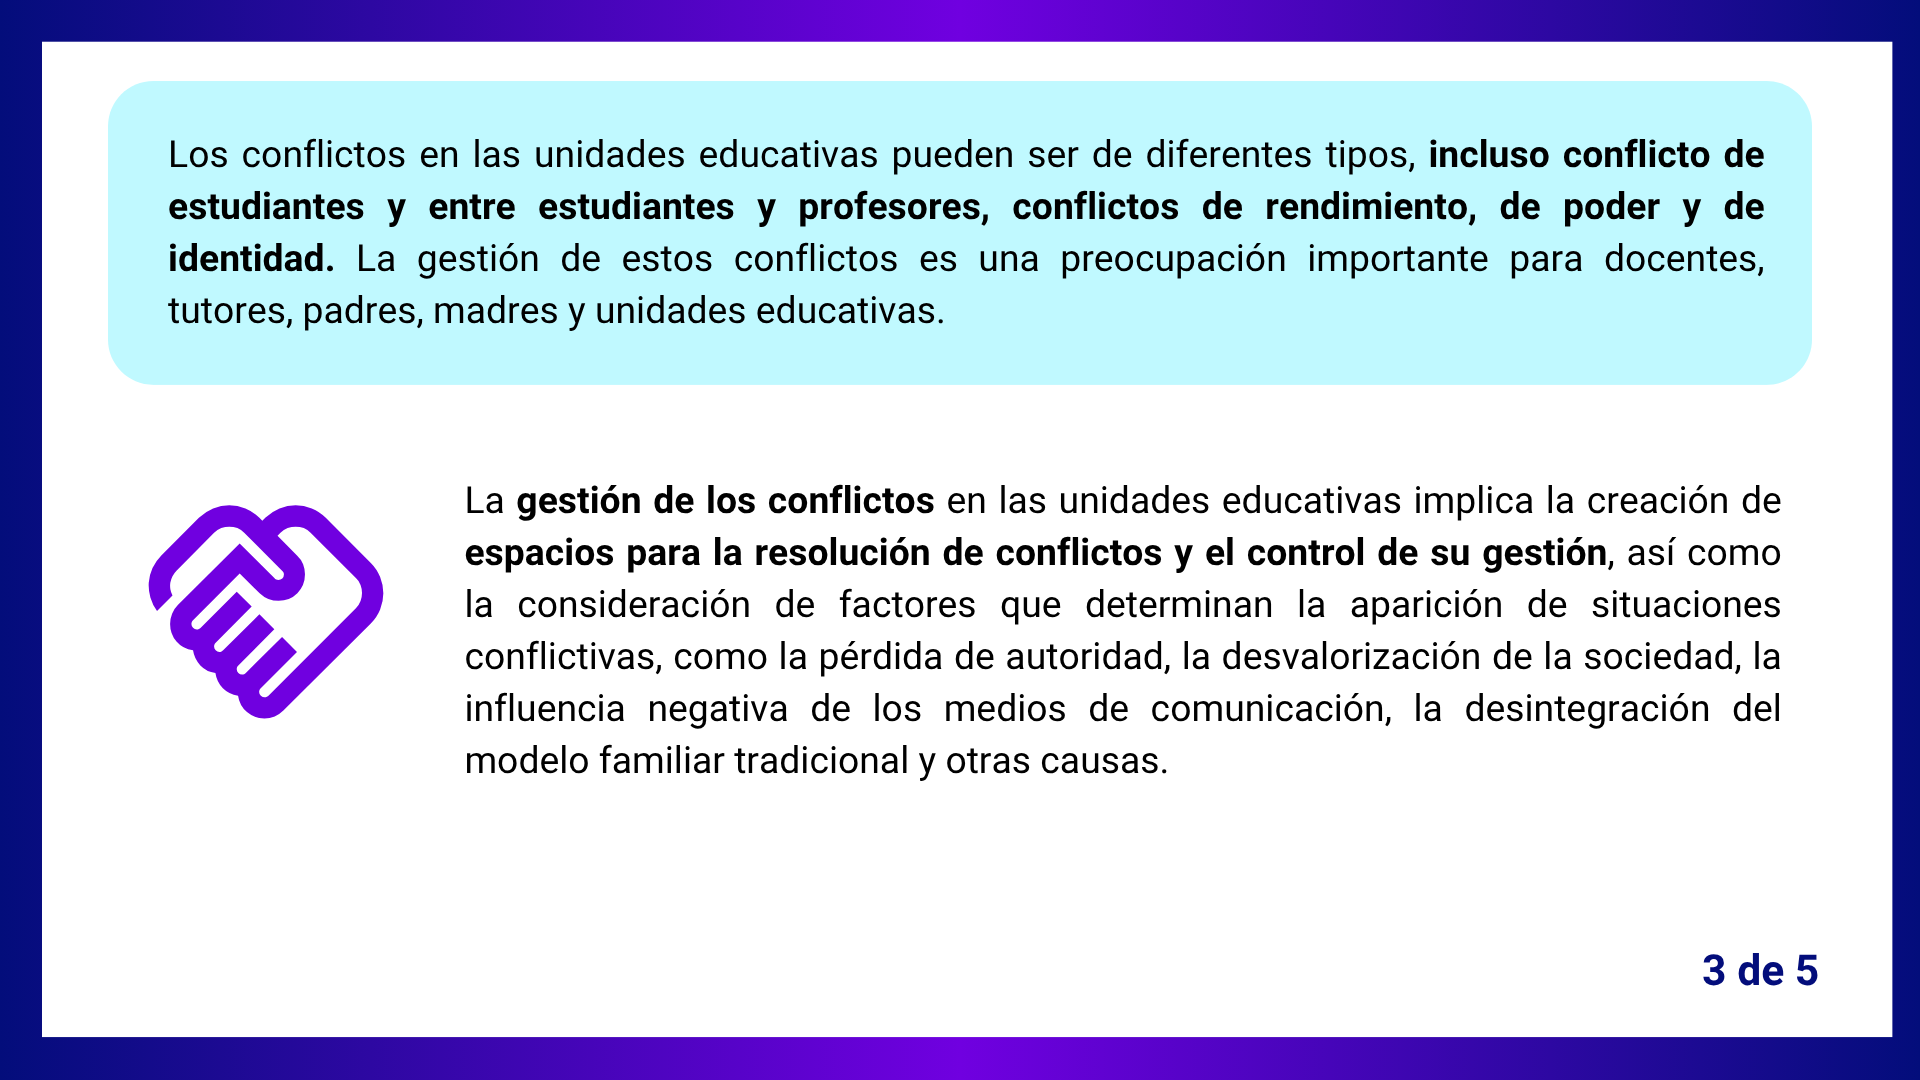 Los conflictos en las unidades educativas pueden ser de diferentes tipos, incluso conflicto de
estudiantes y entre estudiantes y profesores, conflictos de rendimiento, de poder y de
identidad. La gestión de estos conflictos es una preocupación importante para docentes,
tutores, padres, madres y unidades educativas.
La gestión de los conflictos en las unidades educativas implica la creación de
espacios para la resolución de conflictos y el control de su gestión, así como
la consideración de factores que determinan la aparición de situaciones
conflictivas, como la pérdida de autoridad, la desvalorización de la sociedad, la
influencia negativa de los medios de comunicación, la desintegración del
modelo familiar tradicional y otras causas.
3 de 5